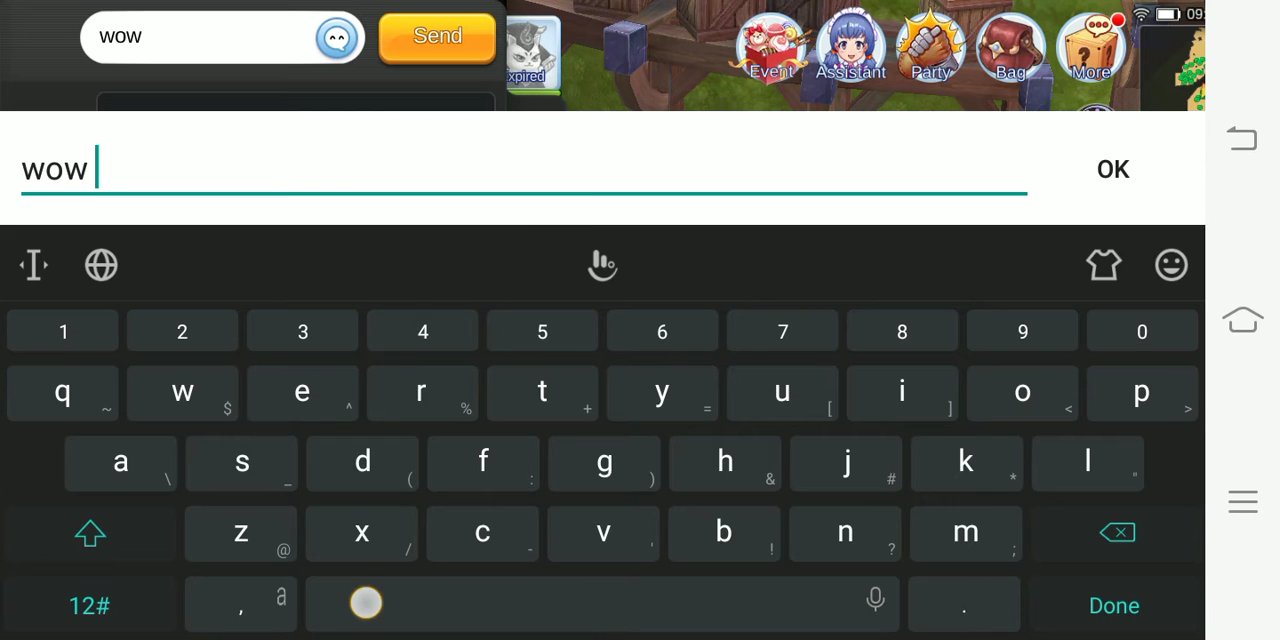 wow
Send
xpired
Event
Assistant
Party
Bag
More
09:
wow
OK
1 2 3 4 5 6 7 8 9 0
q ~ w $ e ^ r % t + y = u [ i ] o < p >
a \ s _ d ( f : g ) h & j # k * l "
z @ x / c - v ' b ! n ? m ;
12# , a . Done